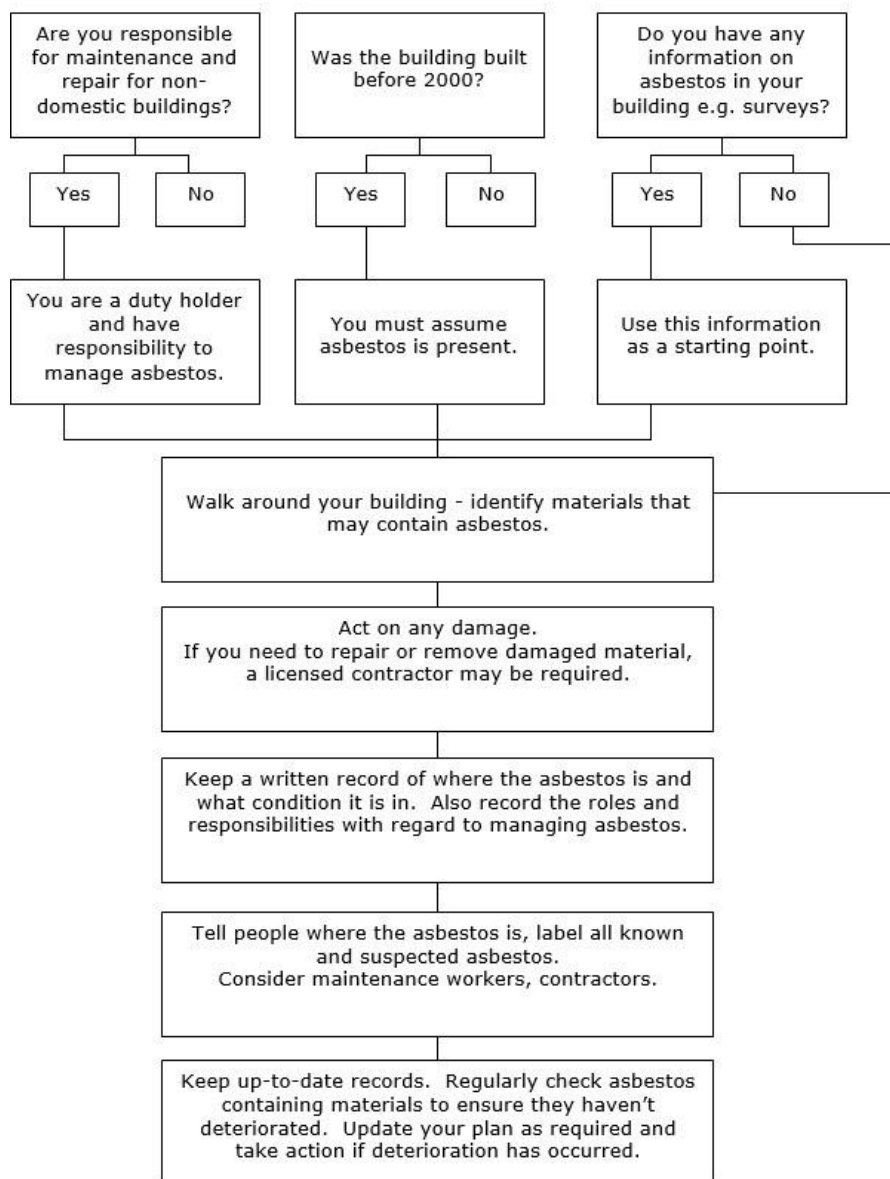 Are you responsible
for maintenance and
repair for non-
domestic buildings?
Was the building built
before 2000?
Do you have any
information on
asbestos in your
building e.g. surveys?
Yes
No
Yes
No
Yes
No
You are a duty holder
and have
responsibility to
manage asbestos.
You must assume
asbestos is present.
Use this information
as a starting point.
Walk around your building - identify materials that
may contain asbestos.
Act on any damage.
If you need to repair or remove damaged material,
a licensed contractor may be required.
Keep a written record of where the asbestos is and
what condition it is in.  Also record the roles and
responsibilities with regard to managing asbestos.
Tell people where the asbestos is, label all known
and suspected asbestos.
Consider maintenance workers, contractors.
Keep up-to-date records.  Regularly check asbestos
containing materials to ensure they haven’t
deteriorated.  Update your plan as required and
take action if deterioration has occurred.